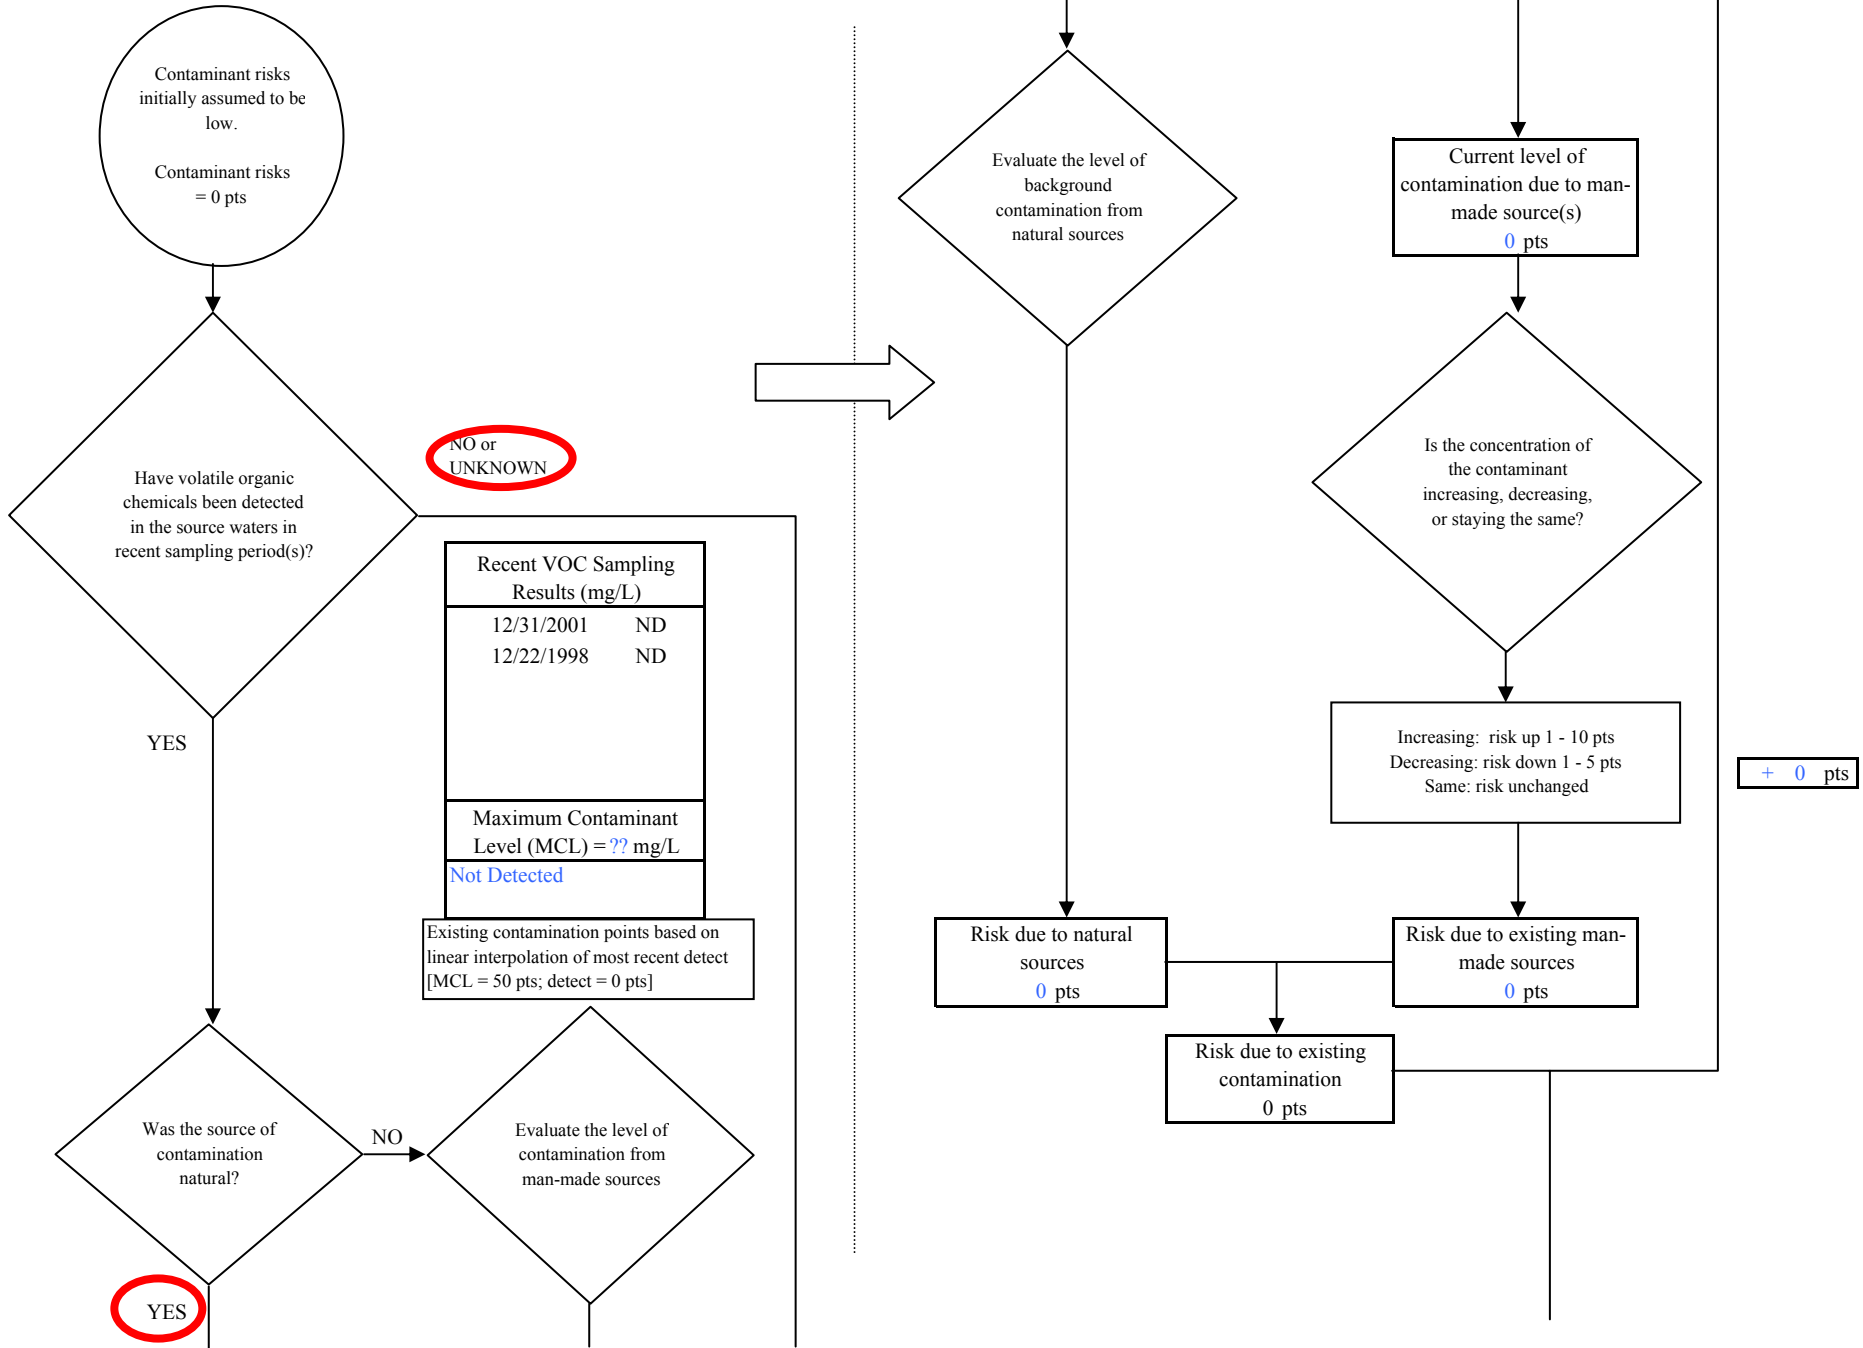 Contaminant risks
initially assumed to be
low.
Contaminant risks
= 0 pts
Have volatile organic
chemicals been detected
in the source waters in
recent sampling period(s)?
NO or
UNKNOWN
YES
Recent VOC Sampling
Results (mg/L)
12/31/2001 ND
12/22/1998 ND
Maximum Contaminant
Level (MCL) = ?? mg/L
Not Detected
Existing contamination points based on
linear interpolation of most recent detect
[MCL = 50 pts; detect = 0 pts]
Was the source of
contamination
natural?
NO
Evaluate the level of
contamination from
man-made sources
YES
Evaluate the level of
background
contamination from
natural sources
Current level of
contamination due to man-
made source(s)
0 pts
Is the concentration of
the contaminant
increasing, decreasing,
or staying the same?
Increasing: risk up 1 - 10 pts
Decreasing: risk down 1 - 5 pts
Same: risk unchanged
+ 0 pts
Risk due to natural
sources
0 pts
Risk due to existing man-
made sources
0 pts
Risk due to existing
contamination
0 pts